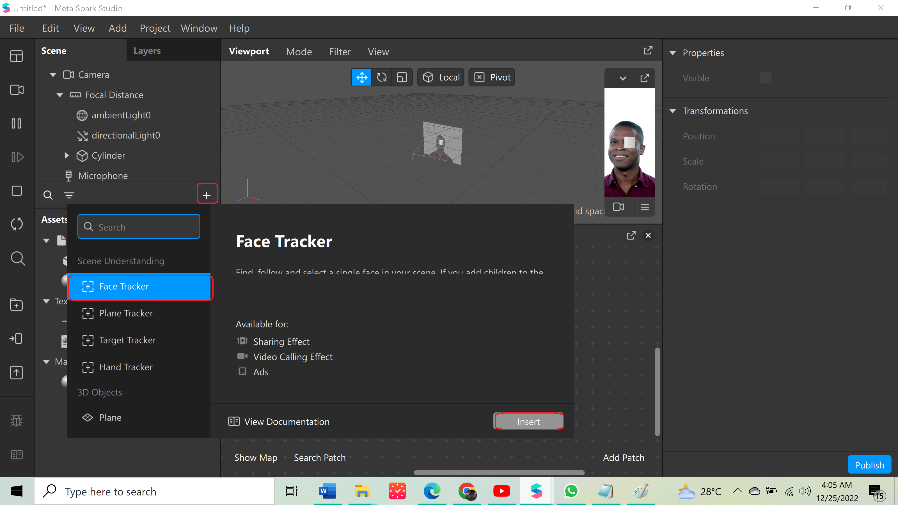 Untitled* - Meta Spark Studio
File Edit View Add Project Window Help
Scene Layers
Viewport Mode Filter View
Properties
Camera
Local Pivot
Visible
Focal Distance
ambientLight0
Transformations
directionalLight0
Position
Cylinder
Scale
Microphone
Rotation
id spac
Assets
Search
Face Tracker
Scene Understanding
Find, follow and select a single face in your scene. If you add children to the
Face Tracker
Tex
Plane Tracker
Available for:
Target Tracker
Sharing Effect
Video Calling Effect
Ma
Hand Tracker
Ads
3D Objects
Plane
View Documentation
Insert
Show Map Search Patch Add Patch
Publish
Type here to search
28°C
4:05 AM
12/25/2022
15